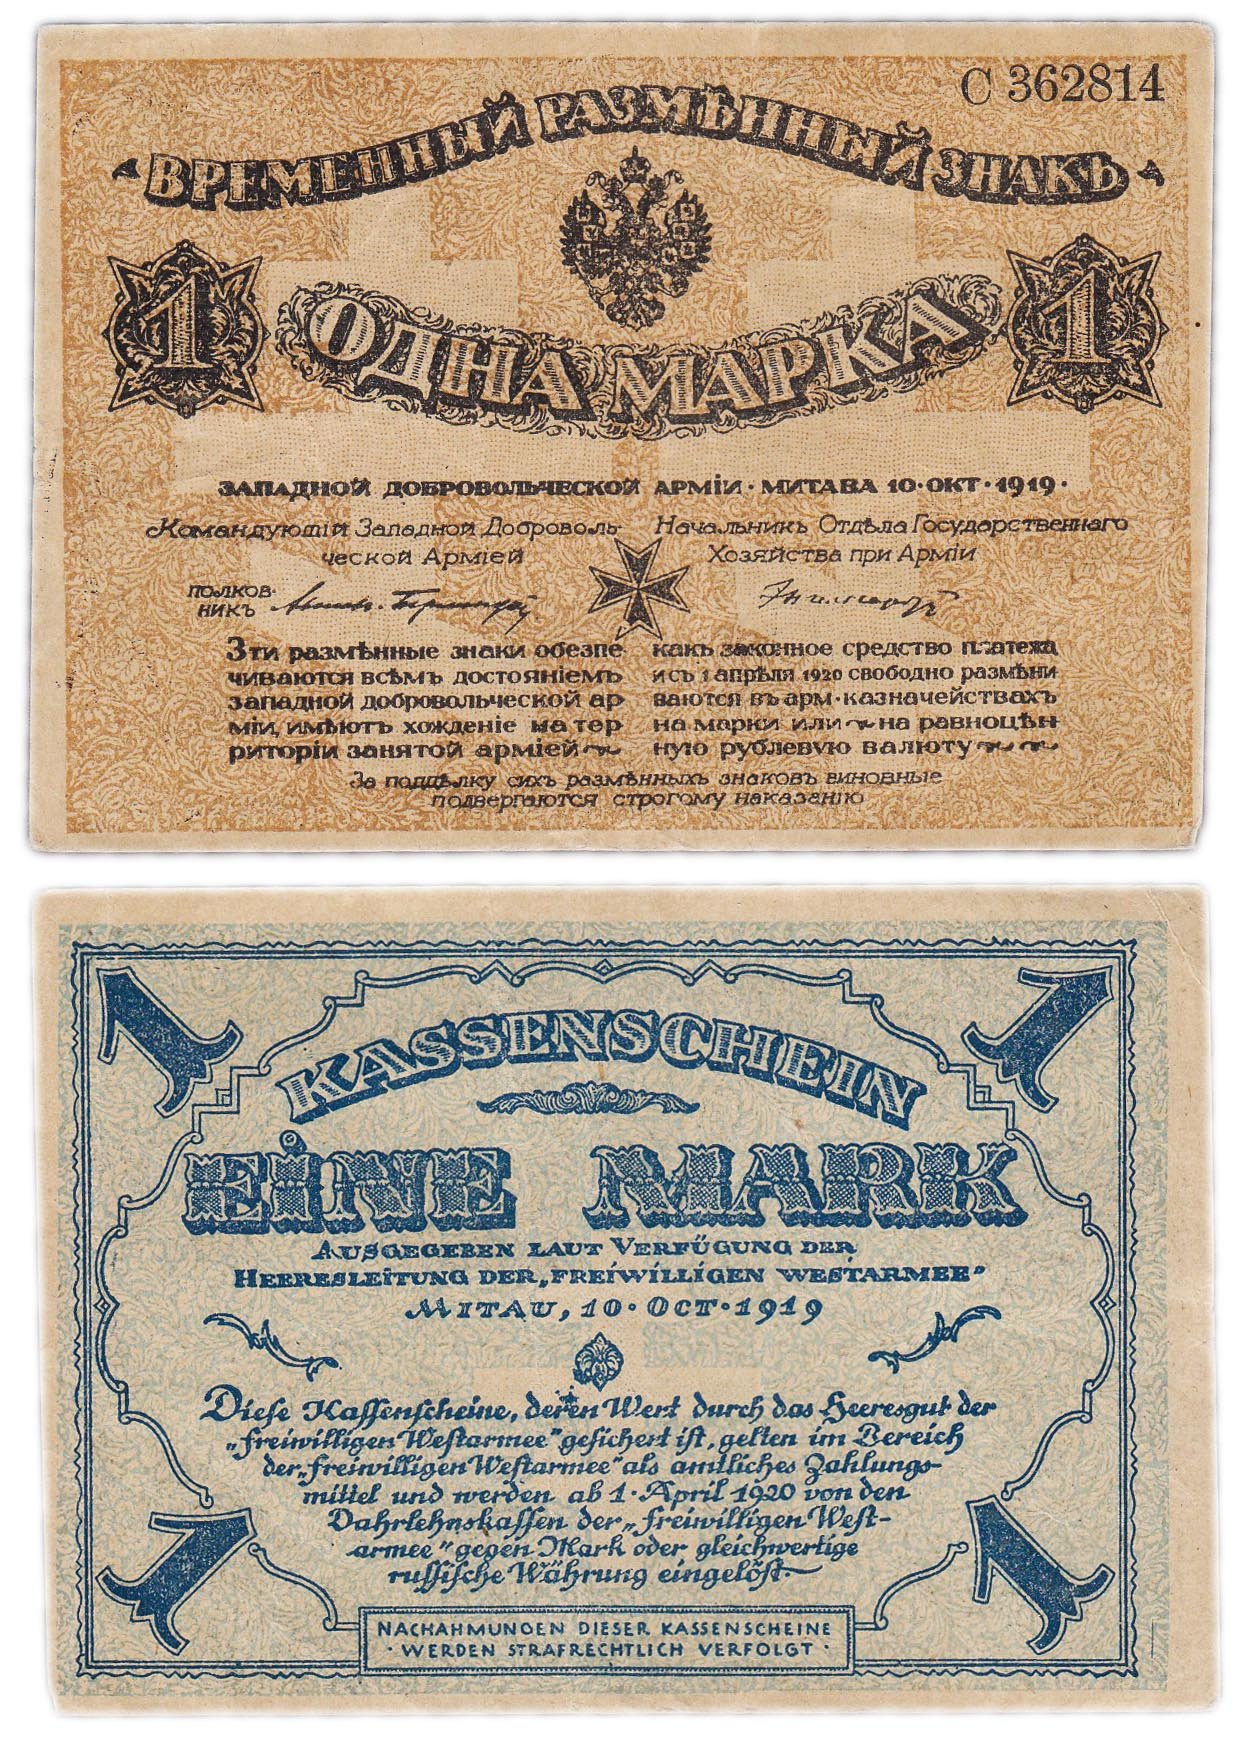 С 362814
ВРЕМЕННЫЙ РАЗМѢННЫЙ ЗНАКЪ
1 1
ОДНА МАРКА
ЗАПАДНОЙ ДОБРОВОЛЬЧЕСКОЙ АРМІИ · МИТАВА 10 · ОКТ · 1919 ·
Командующій Западной Доброволь-
ческой Арміей
полков-
никъ
Начальникъ Отдѣла Государственнаго
Хозяйства при Арміи
Эти размѣнные знаки обезпе-
чиваются всѣмъ достояніемъ
западной добровольческой ар
міи, имѣютъ хожденіе на тер
риторіи занятой арміей
какъ законное средство платежа
и съ 1 апрѣля 1920 свободно размѣни
ваются въ арм · казначействахъ
на марки или на равноцѣн
ную рублевую валюту
За поддѣлку сихъ размѣнныхъ знаковъ виновные
подвергаются строгому наказанію
1 1
KASSENSCHEIN
EINE MARK
AUSGEGEBEN LAUT VERFÜGUNG DER
HEERESLEITUNG DER „FREIWILLIGEN WESTARMEE"
MITAU, 10 · OCT · 1919
Diese Kassenscheine, deren Wert durch das Heeresgut der
„freiwilligen Westarmee" gesichert ist, gelten im Bereich
der „freiwilligen Westarmee" als amtliches Zahlungs-
mittel und werden ab 1 · April 1920 von den
Dahrlehnskassen der „freiwilligen West-
armee" gegen Mark oder gleichwertige
russische Währung eingelöst.
1 1
NACHAHMUNGEN DIESER KASSENSCHEINE
· WERDEN STRAFRECHTLICH VERFOLGT ·